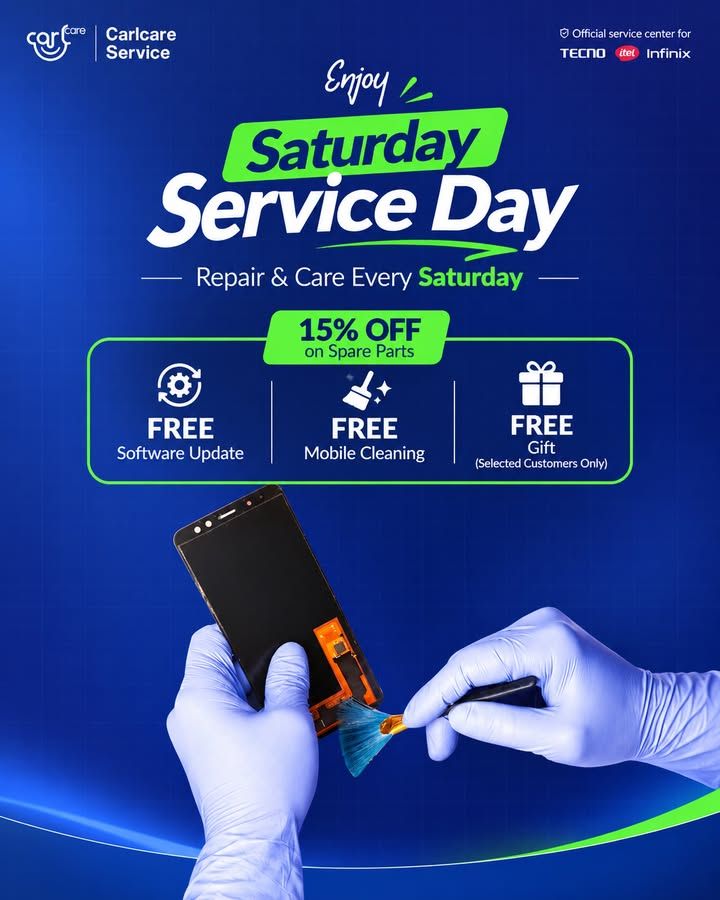 carlcare
Carlcare
Service
Official service center for
TECNO itel Infinix
Enjoy
Saturday
Service Day
Repair & Care Every Saturday
15% OFF
on Spare Parts
FREE
Software Update
FREE
Mobile Cleaning
FREE
Gift
(Selected Customers Only)